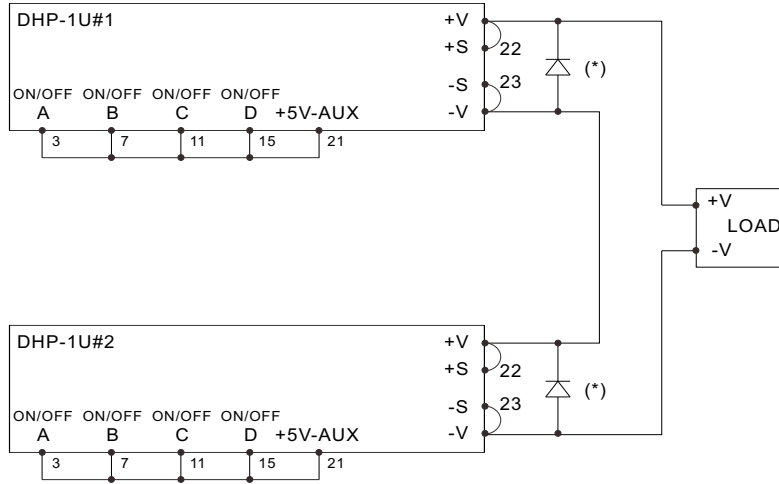 DHP-1U#1
+V
+S 22
-S 23
(*)
ON/OFF ON/OFF ON/OFF ON/OFF
A B C D +5V-AUX -V
3 7 11 15 21
+V
LOAD
-V
DHP-1U#2
+V
+S 22
-S 23
(*)
ON/OFF ON/OFF ON/OFF ON/OFF
A B C D +5V-AUX -V
3 7 11 15 21